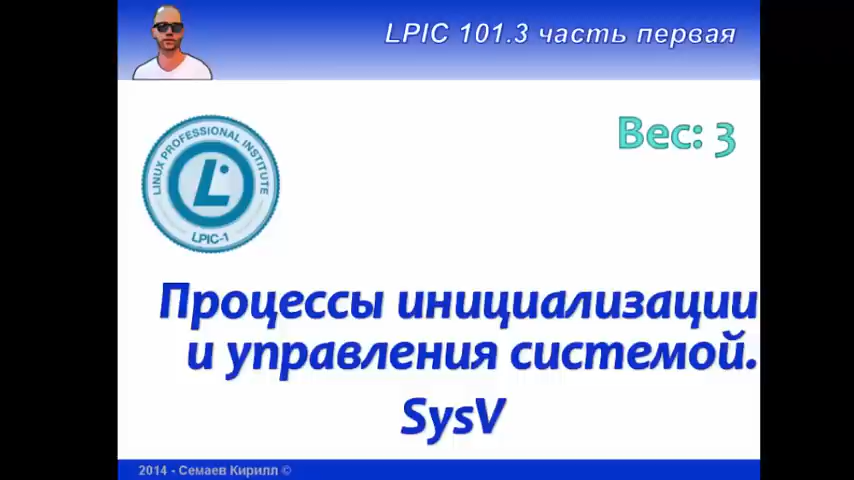 LPIC 101.3 часть первая
Вес: 3
LINUX PROFESSIONAL INSTITUTE
L
LPIC-1
Процессы инициализации
и управления системой.
SysV
2014 - Семаев Кирилл ©